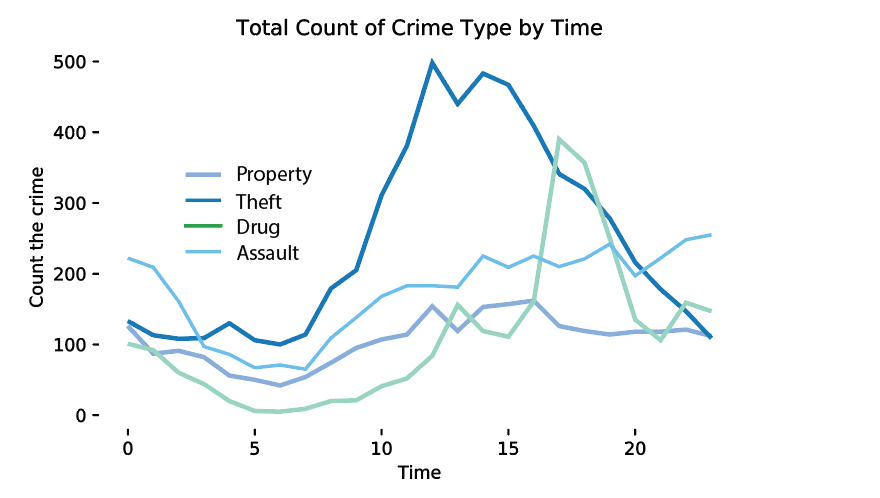 Total Count of Crime Type by Time
500
400
300
200
100
0
Count the crime
Property
Theft
Drug
Assault
0 5 10 15 20
Time